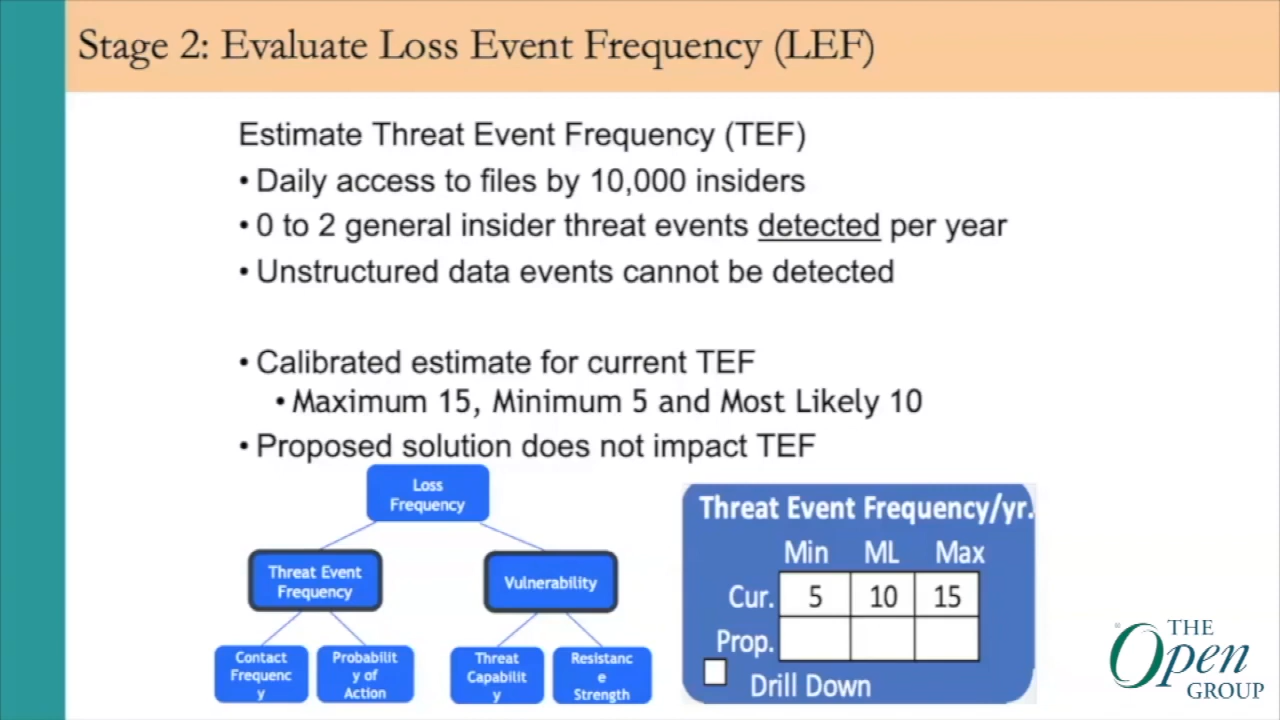 Stage 2: Evaluate Loss Event Frequency (LEF)
Estimate Threat Event Frequency (TEF)
• Daily access to files by 10,000 insiders
• 0 to 2 general insider threat events detected per year
• Unstructured data events cannot be detected
• Calibrated estimate for current TEF
• Maximum 15, Minimum 5 and Most Likely 10
• Proposed solution does not impact TEF
Loss
Frequency
Threat Event
Frequency
Vulnerability
Contact
Frequenc
y
Probabilit
y of
Action
Threat
Capabilit
y
Resistanc
e
Strength
Threat Event Frequency/yr.
Min ML Max
Cur. 5 10 15
Prop.
Drill Down
THE
Open
GROUP